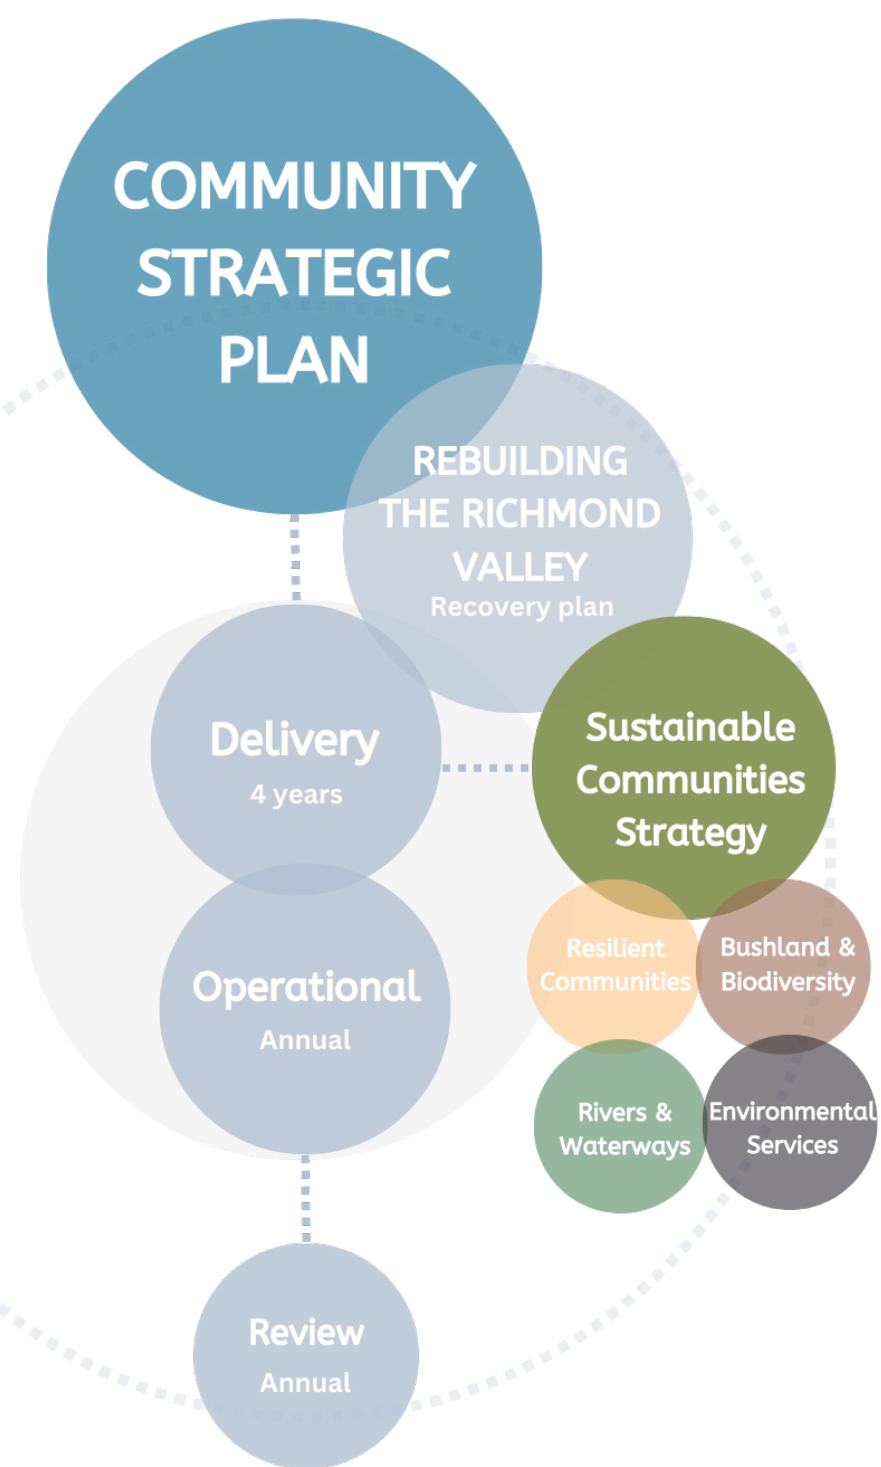 COMMUNITY
STRATEGIC
PLAN
REBUILDING
THE RICHMOND
VALLEY
Recovery plan
Delivery
4 years
Sustainable
Communities
Strategy
Operational
Annual
Resilient
Communities
Bushland &
Biodiversity
Rivers &
Waterways
Environmental
Services
Review
Annual